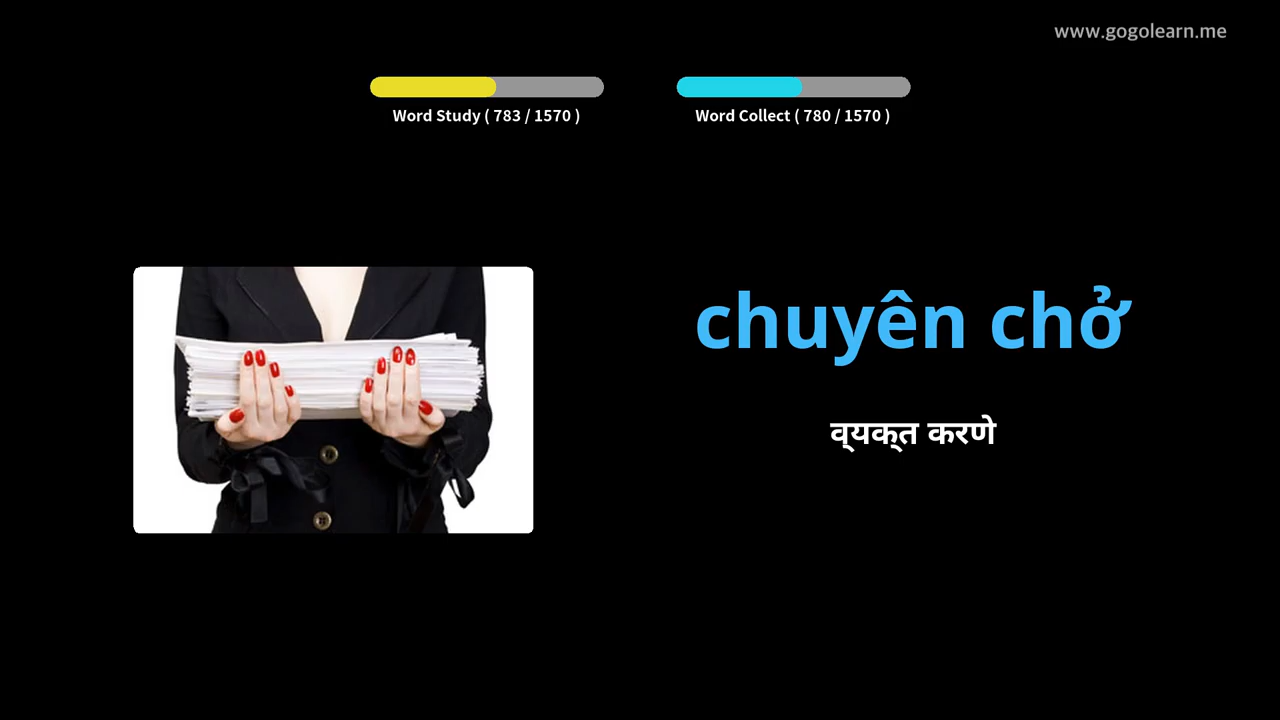 www.gogolearn.me
Word Study ( 783 / 1570 )
Word Collect ( 780 / 1570 )
chuyên chở
व्यक्त करणे